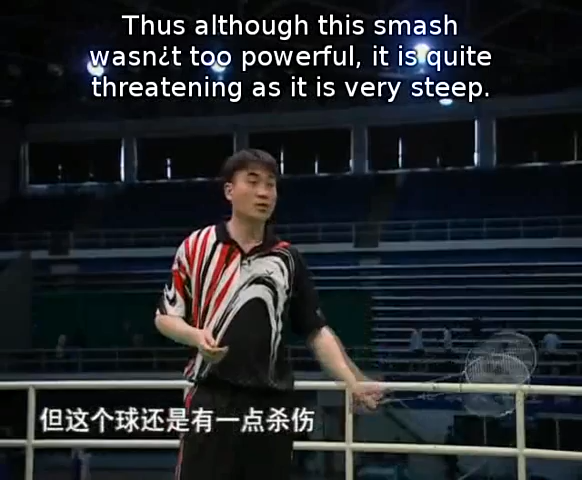 Thus although this smash
wasn¿t too powerful, it is quite
threatening as it is very steep.
但这个球还是有一点杀伤